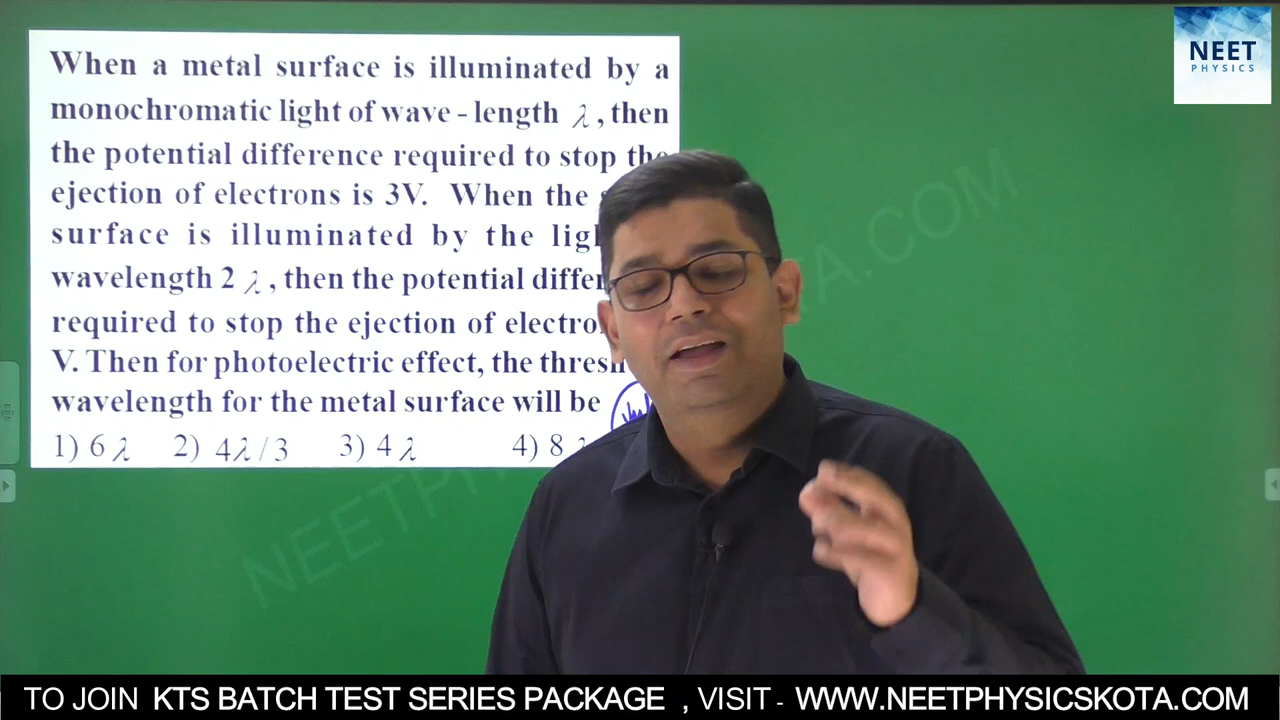 When a metal surface is illuminated by a
monochromatic light of wave - length λ , then
the potential difference required to stop the
ejection of electrons is 3V. When the
surface is illuminated by the
wavelength 2 λ , then the potential
required to stop the ejection of
V. Then for photoelectric effect, the
wavelength for the metal surface will be
1) 6 λ 2) 4λ / 3 3) 4 λ 4) 8 λ
NEET
PHYSICS
TO JOIN KTS BATCH TEST SERIES PACKAGE , VISIT - WWW.NEETPHYSICSKOTA.COM